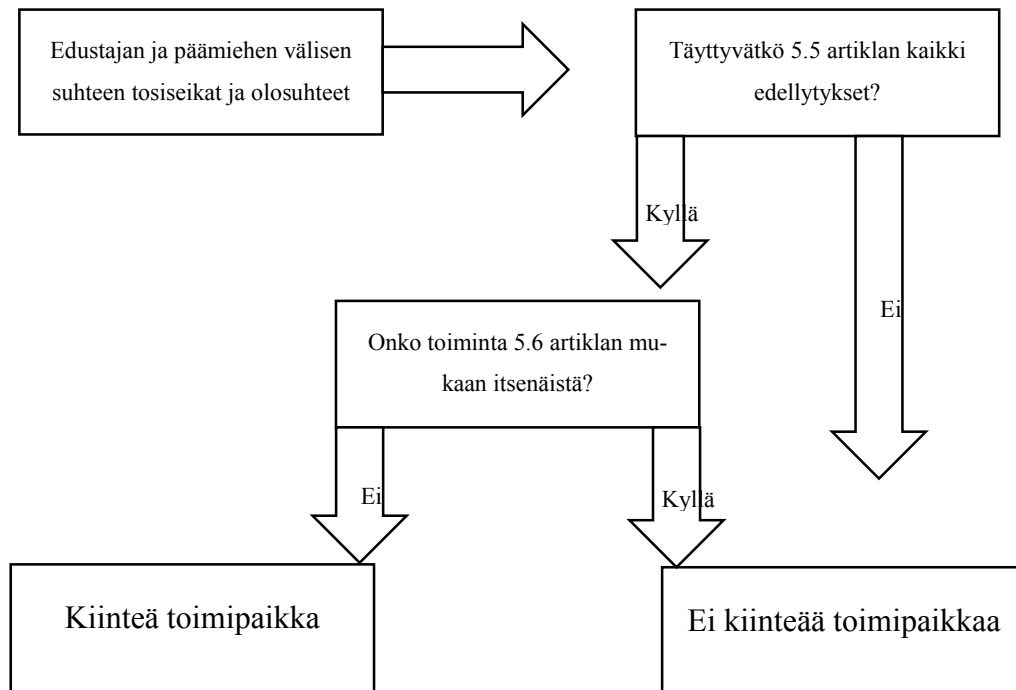 Edustajan ja päämiehen välisen
suhteen tosiseikat ja olosuhteet
Täyttyvätkö 5.5 artiklan kaikki
edellytykset?
Kyllä
Ei
Onko toiminta 5.6 artiklan mu-
kaan itsenäistä?
Ei
Kyllä
Kiinteä toimipaikka
Ei kiinteää toimipaikkaa